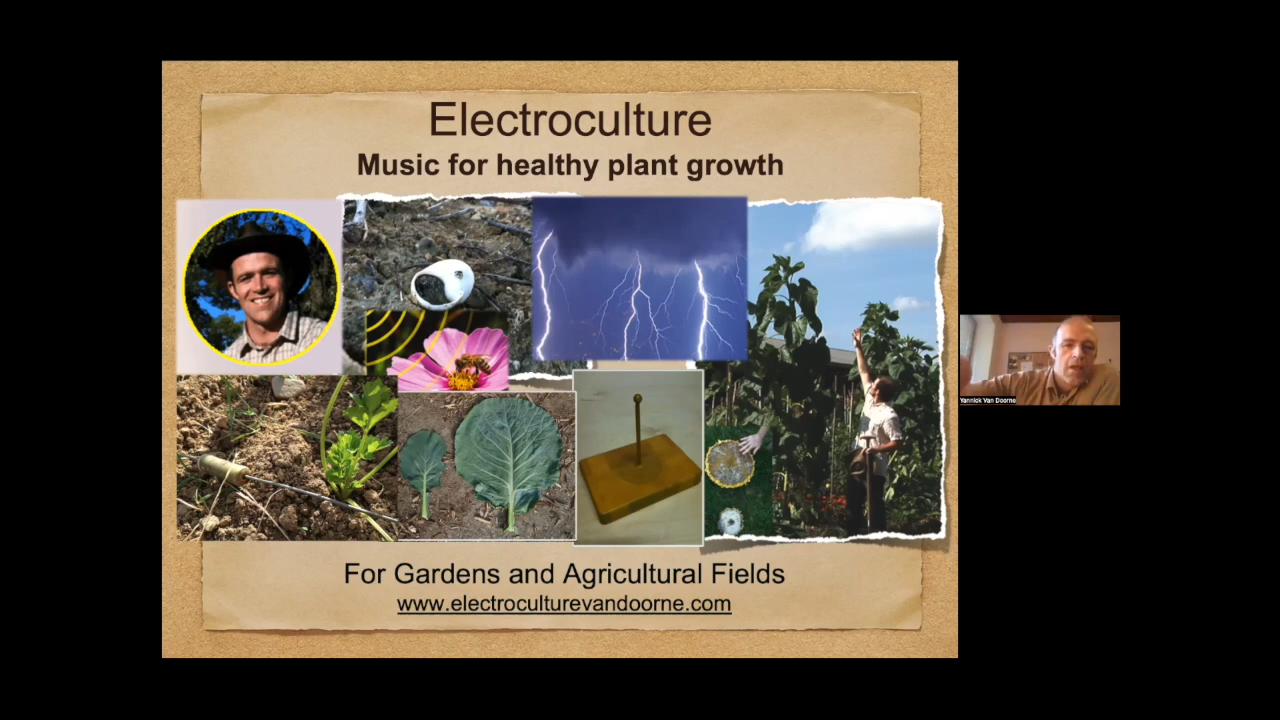 Electroculture
Music for healthy plant growth
For Gardens and Agricultural Fields
www.electroculturevandoorne.com
Yannick Van Doorne